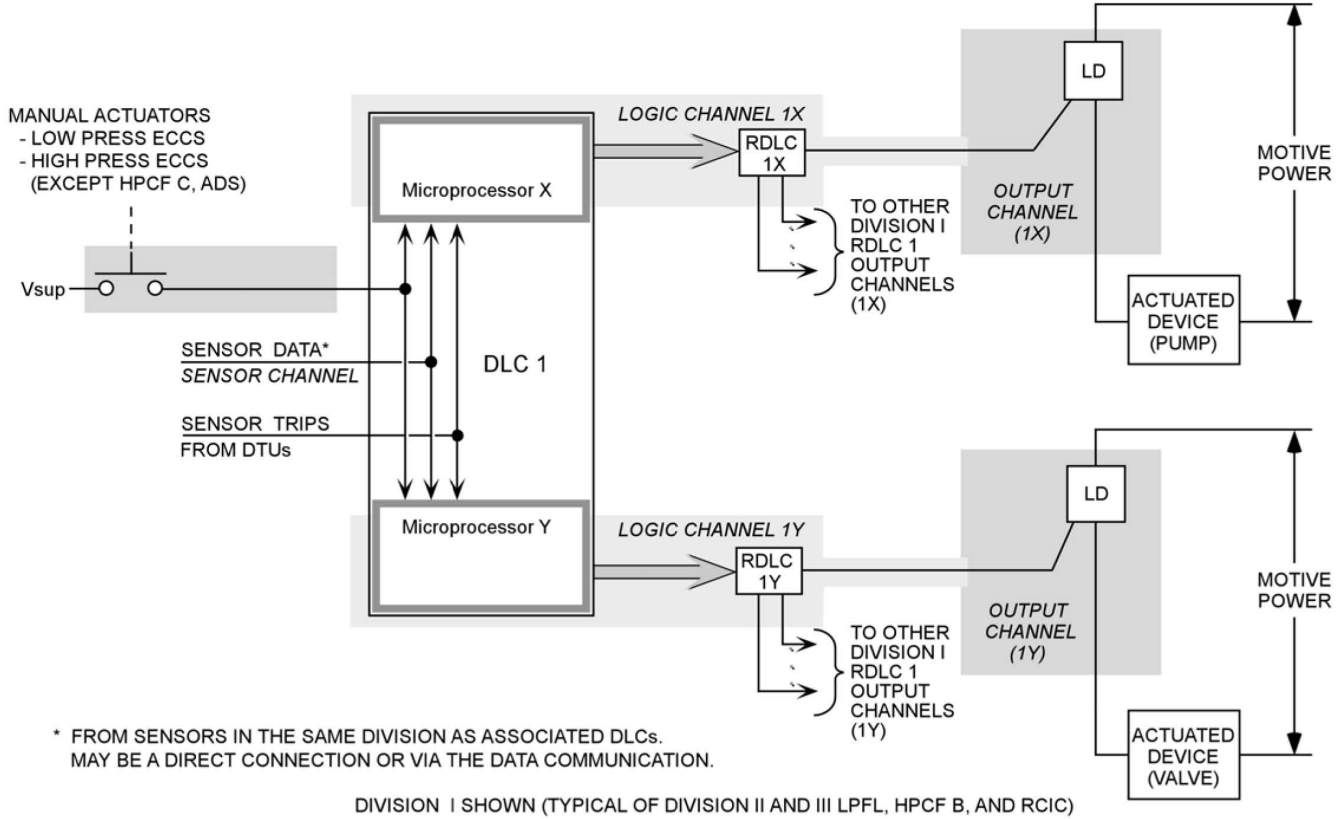 MANUAL ACTUATORS
- LOW PRESS ECCS
- HIGH PRESS ECCS
(EXCEPT HPCF C, ADS)
Vsup
SENSOR DATA*
SENSOR CHANNEL
SENSOR TRIPS
FROM DTUs
Microprocessor X
DLC 1
Microprocessor Y
LOGIC CHANNEL 1X
RDLC
1X
TO OTHER
DIVISION I
RDLC 1
OUTPUT
CHANNELS
(1X)
LD
OUTPUT
CHANNEL
(1X)
MOTIVE
POWER
ACTUATED
DEVICE
(PUMP)
LOGIC CHANNEL 1Y
RDLC
1Y
TO OTHER
DIVISION I
RDLC 1
OUTPUT
CHANNELS
(1Y)
LD
OUTPUT
CHANNEL
(1Y)
MOTIVE
POWER
ACTUATED
DEVICE
(VALVE)
* FROM SENSORS IN THE SAME DIVISION AS ASSOCIATED DLCs.
MAY BE A DIRECT CONNECTION OR VIA THE DATA COMMUNICATION.
DIVISION I SHOWN (TYPICAL OF DIVISION II AND III LPFL, HPCF B, AND RCIC)